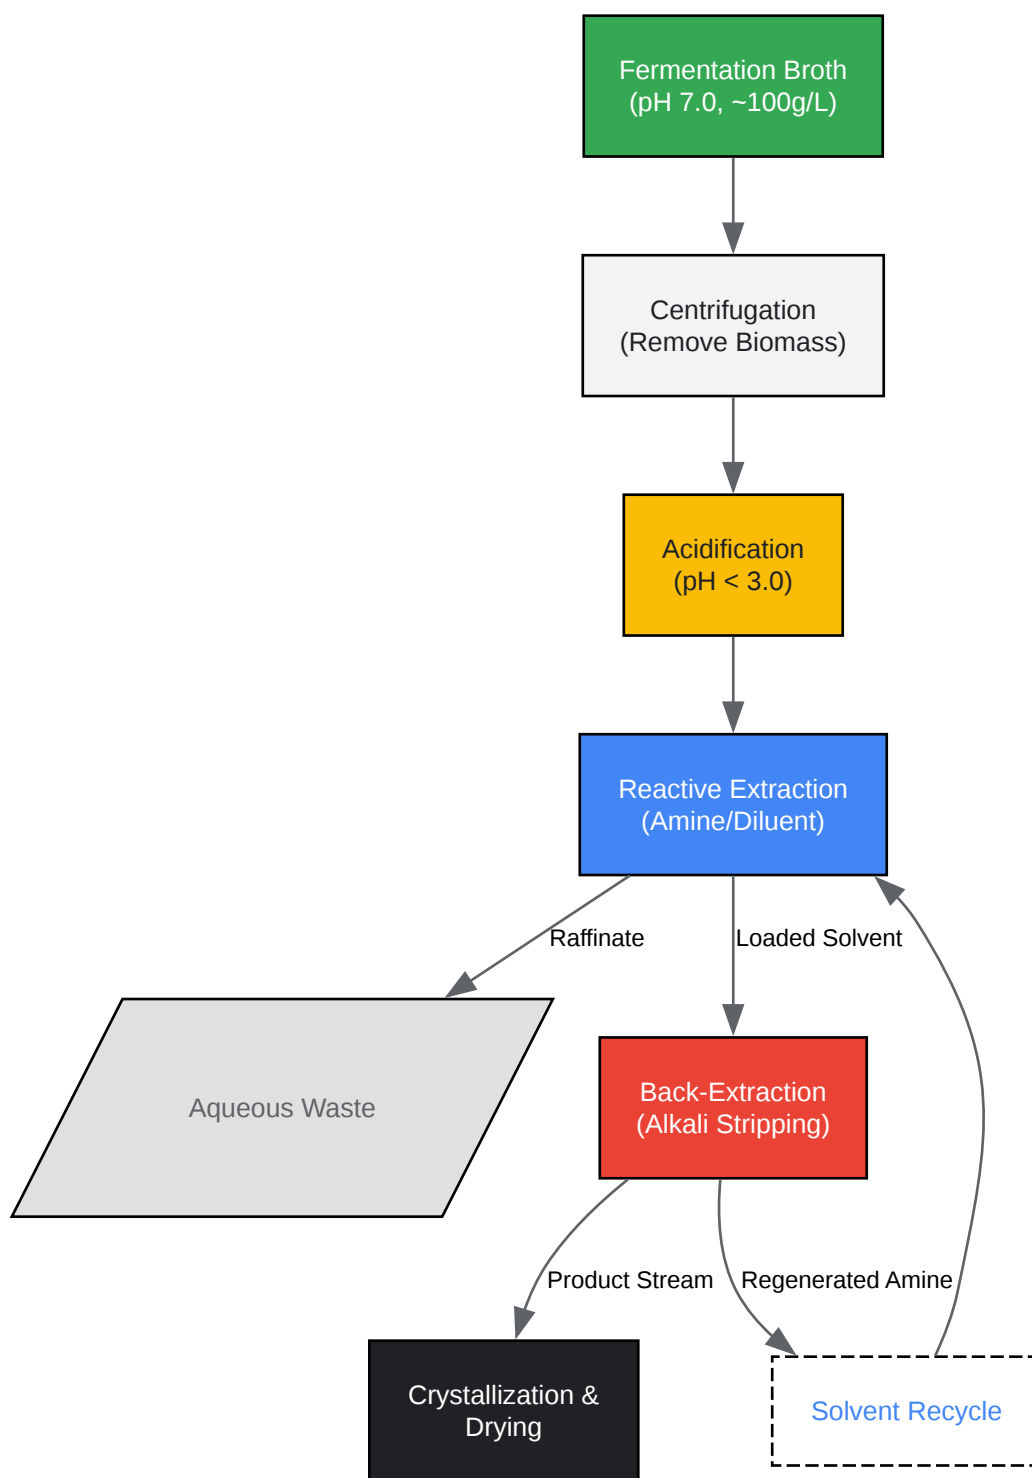 Fermentation Broth
(pH 7.0, ~100g/L)
Centrifugation
(Remove Biomass)
Acidification
(pH < 3.0)
Reactive Extraction
(Amine/Diluent)
Raffinate
Loaded Solvent
Aqueous Waste
Back-Extraction
(Alkali Stripping)
Product Stream
Regenerated Amine
Crystallization &
Drying
Solvent Recycle